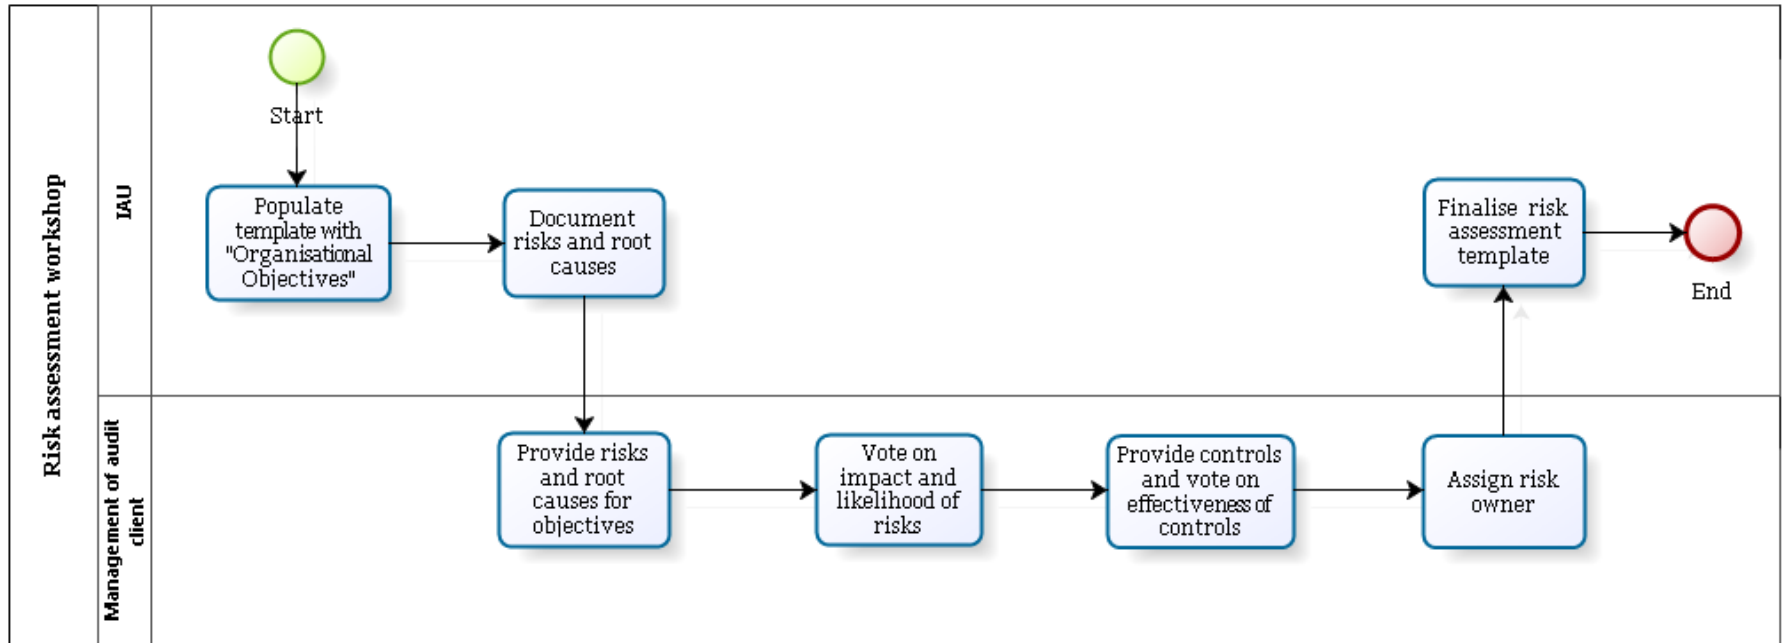 Risk assessment workshop
IAU
Start
Populate
template with
"Organisational
Objectives"
Document
risks and root
causes
Finalise risk
assessment
template
End
Management of audit
client
Provide risks
and root
causes for
objectives
Vote on
impact and
likelihood of
risks
Provide controls
and vote on
effectiveness of
controls
Assign risk
owner